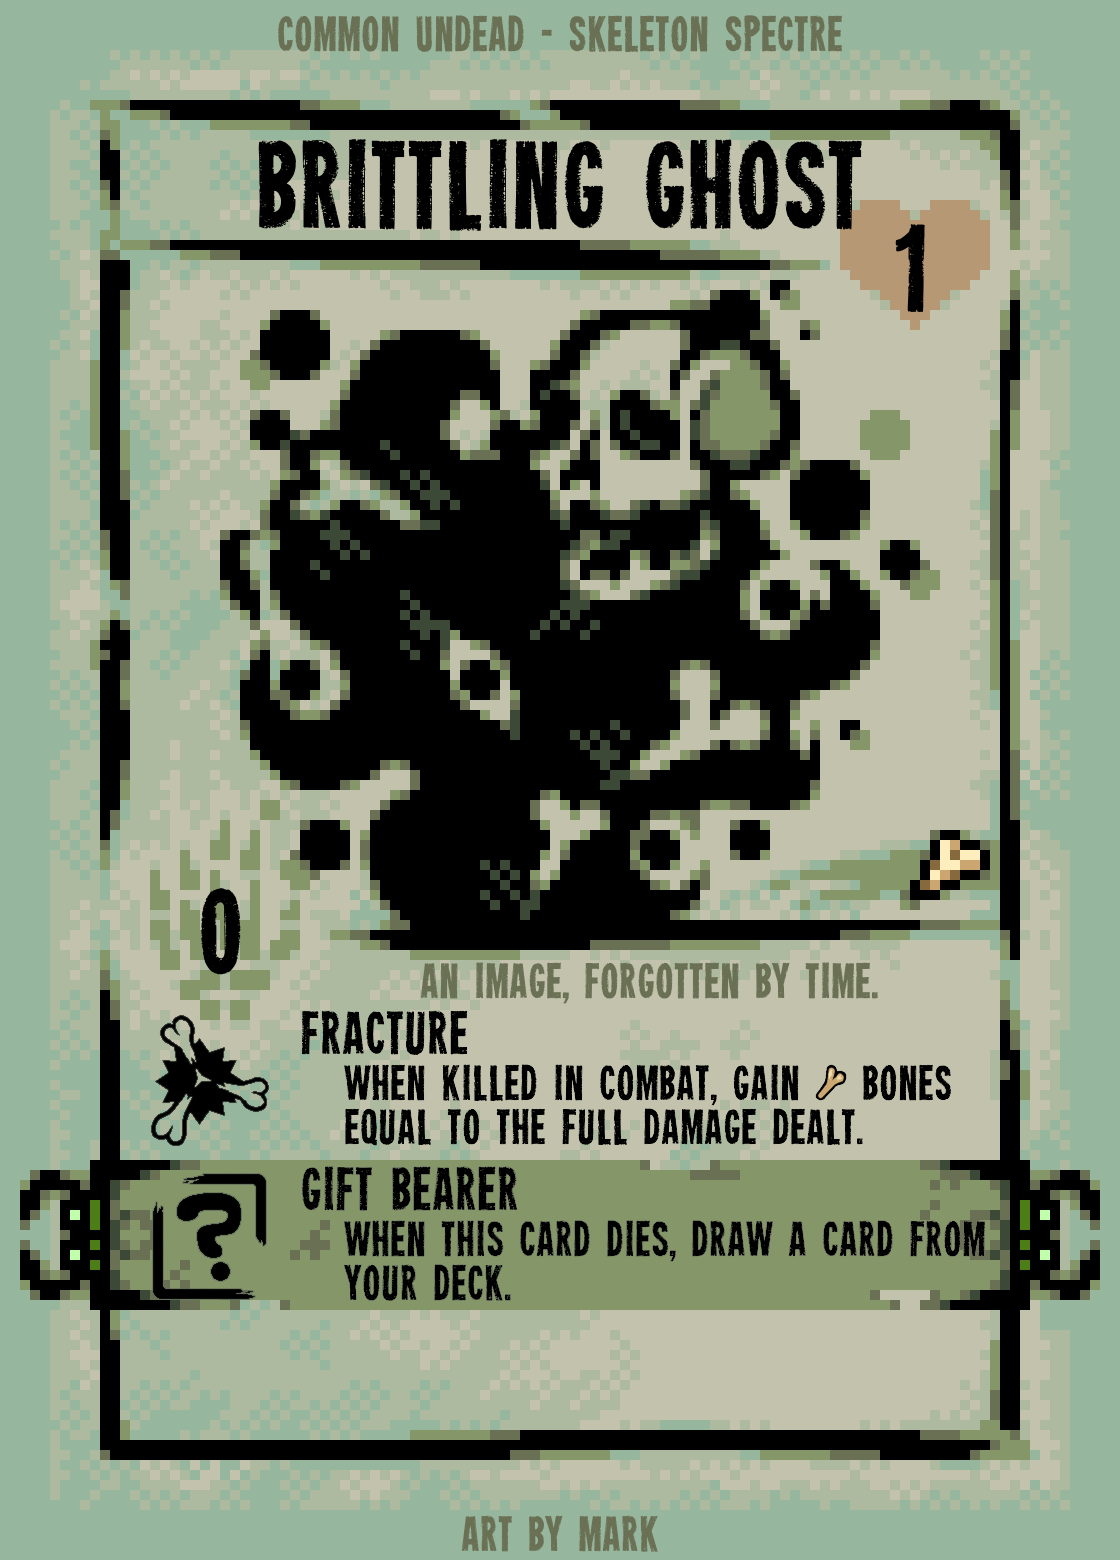 COMMON UNDEAD - SKELETON SPECTRE
BRITTLING GHOST
1
0
AN IMAGE, FORGOTTEN BY TIME.
FRACTURE
WHEN KILLED IN COMBAT, GAIN BONES
EQUAL TO THE FULL DAMAGE DEALT.
?
GIFT BEARER
WHEN THIS CARD DIES, DRAW A CARD FROM
YOUR DECK.
ART BY MARK